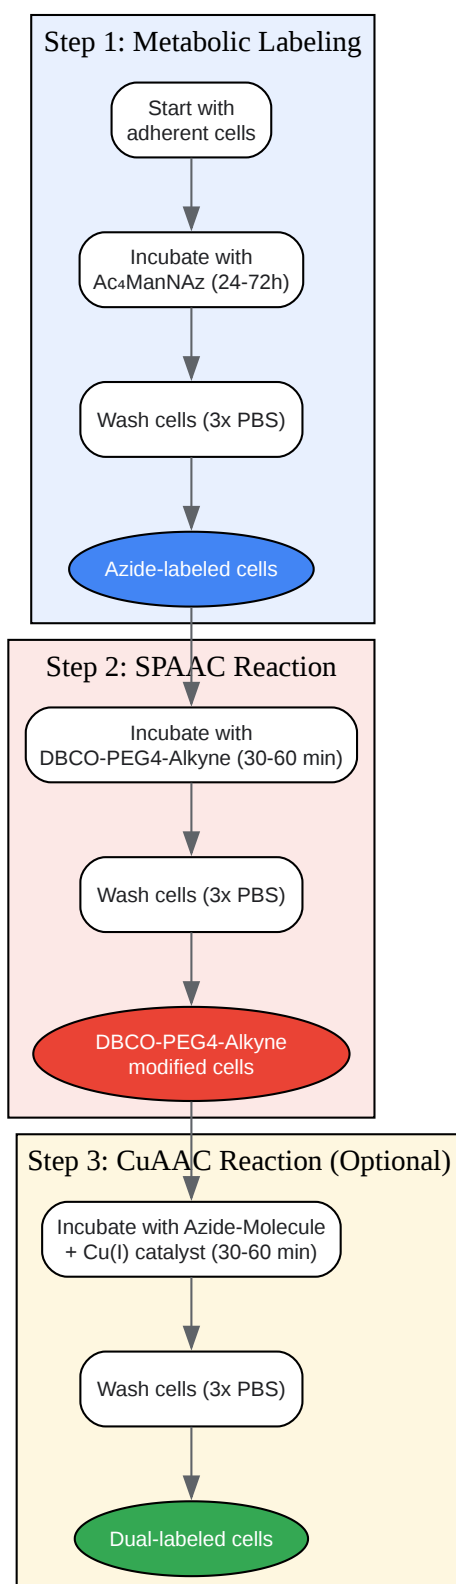 Step 1: Metabolic Labeling
Start with
adherent cells
Incubate with
Ac₄ManNAz (24-72h)
Wash cells (3x PBS)
Azide-labeled cells
Step 2: SPAAC Reaction
Incubate with
DBCO-PEG4-Alkyne (30-60 min)
Wash cells (3x PBS)
DBCO-PEG4-Alkyne
modified cells
Step 3: CuAAC Reaction (Optional)
Incubate with Azide-Molecule
+ Cu(I) catalyst (30-60 min)
Wash cells (3x PBS)
Dual-labeled cells